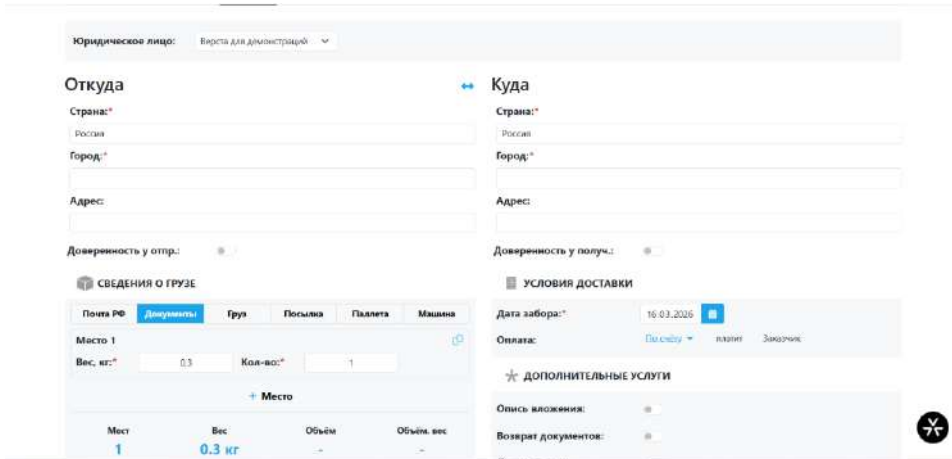 Юридическое лицо: Верста для демонстраций
Откуда
Страна:*
Россия
Город:*
Адрес:
Доверенность у отпр.:
СВЕДЕНИЯ О ГРУЗЕ
Почта РФ Документы Груз Посылка Паллета Машина
Место 1
Вес, кг:* 0.3 Кол-во:* 1
+ Место
Мест Вес Объём Объём. вес
1 0.3 кг - -
Куда
Страна:*
Россия
Город:*
Адрес:
Доверенность у получ.:
УСЛОВИЯ ДОСТАВКИ
Дата забора:* 16.03.2026
Оплата: По счёту платит Заказчик
ДОПОЛНИТЕЛЬНЫЕ УСЛУГИ
Опись вложения:
Возврат документов: